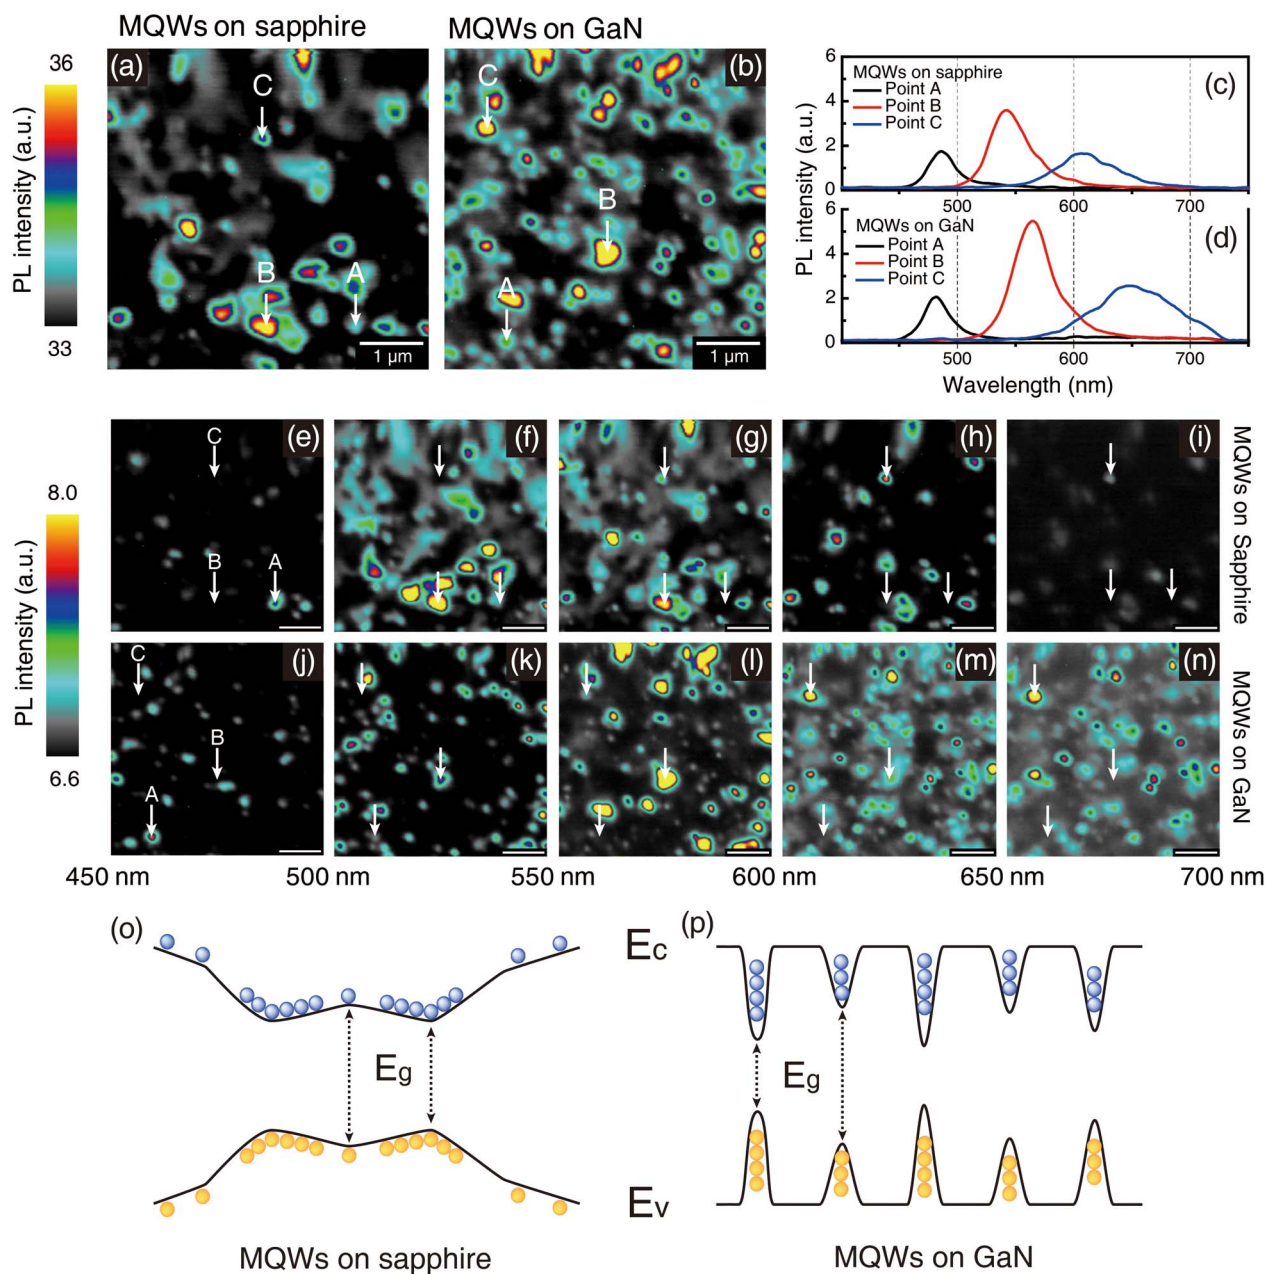 MQWs on sapphire
MQWs on GaN
36
PL intensity (a.u.)
33
(a)
C
B
A
1 µm
(b)
C
B
A
1 µm
PL intensity (a.u.)
6
4
2
0
MQWs on sapphire
Point A
Point B
Point C
(c)
500
600
700
6
4
2
0
MQWs on GaN
Point A
Point B
Point C
(d)
500
600
700
Wavelength (nm)
8.0
PL intensity (a.u.)
6.6
C
(e)
B
A
(f)
(g)
(h)
(i)
MQWs on Sapphire
C
(j)
B
A
(k)
(l)
(m)
(n)
MQWs on GaN
450 nm
500 nm
550 nm
600 nm
650 nm
700 nm
(o)
Ec
(p)
Eg
Eg
Ev
MQWs on sapphire
MQWs on GaN